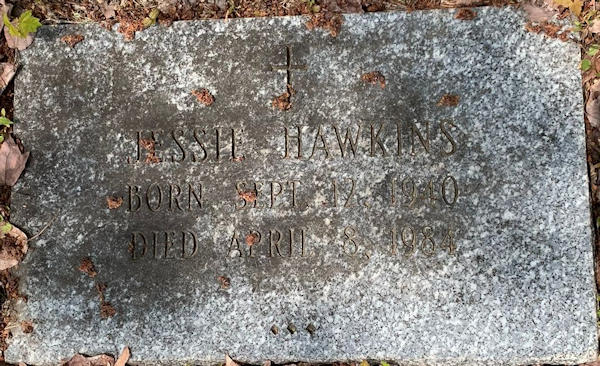 JESSIE HAWKINS
BORN SEPT. 12, 1940
DIED APRIL 8, 1984